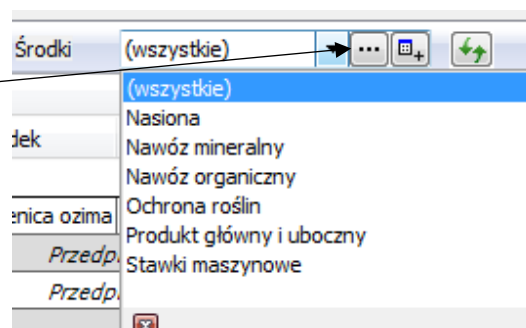 Środki (wszystkie)
(wszystkie)
Nasiona
dek Nawóz mineralny
Nawóz organiczny
enica ozima Ochrona roślin
Produkt główny i uboczny
Przedp
Stawki maszynowe
Przedp